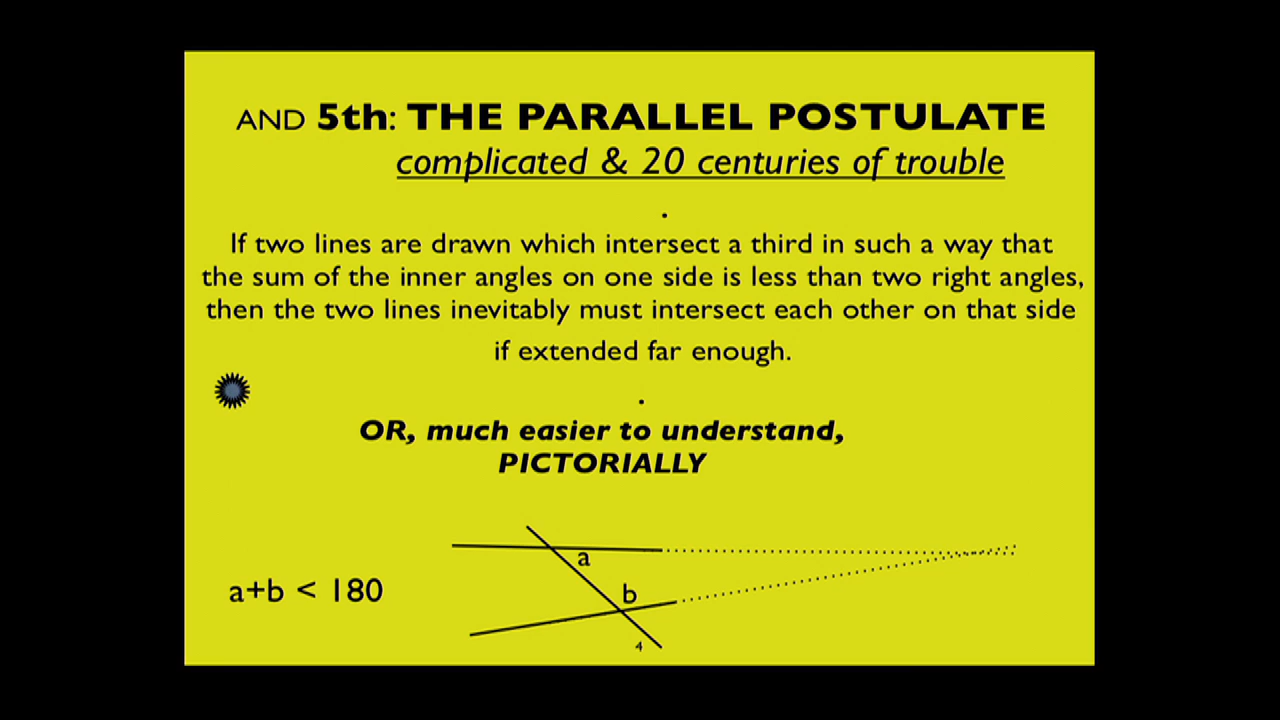 AND 5th: THE PARALLEL POSTULATE
complicated & 20 centuries of trouble
.
If two lines are drawn which intersect a third in such a way that
the sum of the inner angles on one side is less than two right angles,
then the two lines inevitably must intersect each other on that side
if extended far enough.
.
OR, much easier to understand,
PICTORIALLY
a
a+b < 180
b
4